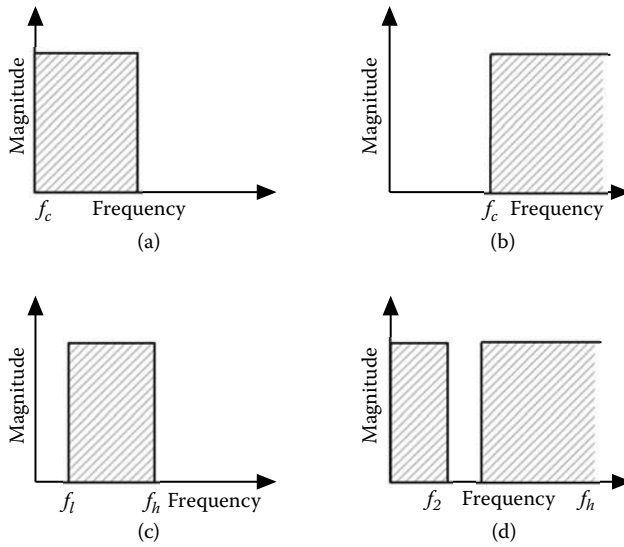 Magnitude
f_c Frequency
(a)
Magnitude
f_c Frequency
(b)
Magnitude
f_l f_h Frequency
(c)
Magnitude
f_2 Frequency f_h
(d)